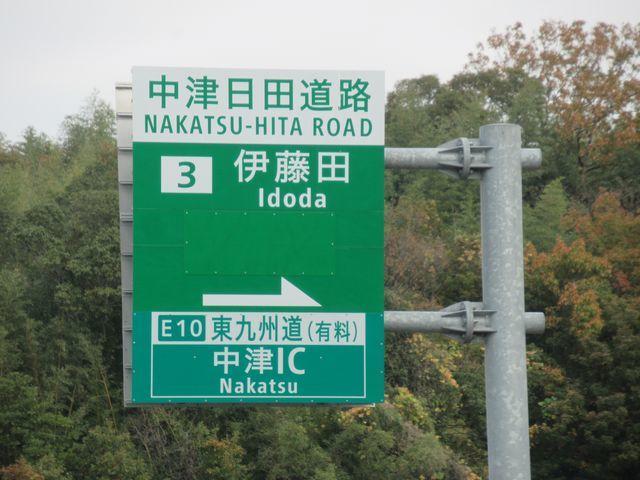 中津日田道路
NAKATSU-HITA ROAD
3 伊藤田
Idoda
E10 東九州道(有料)
中津IC
Nakatsu